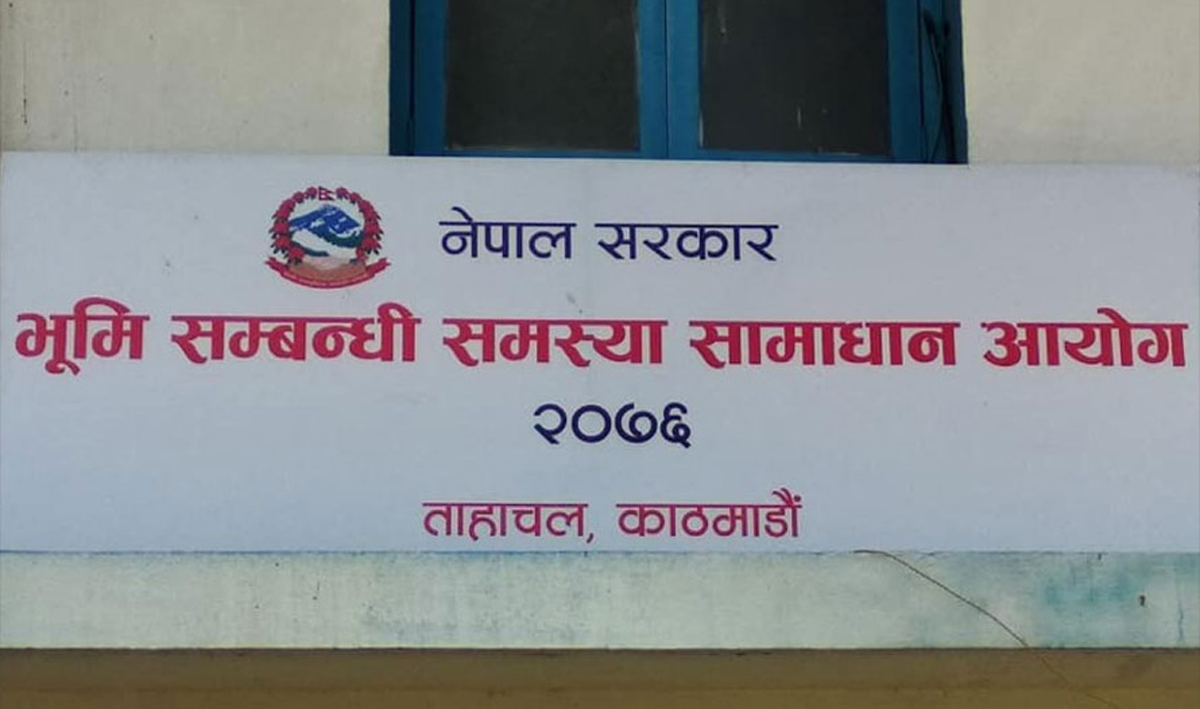 नेपाल सरकार
भूमि सम्बन्धी समस्या सामाधान आयोग
२०७६
ताहाचल, काठमाडौं